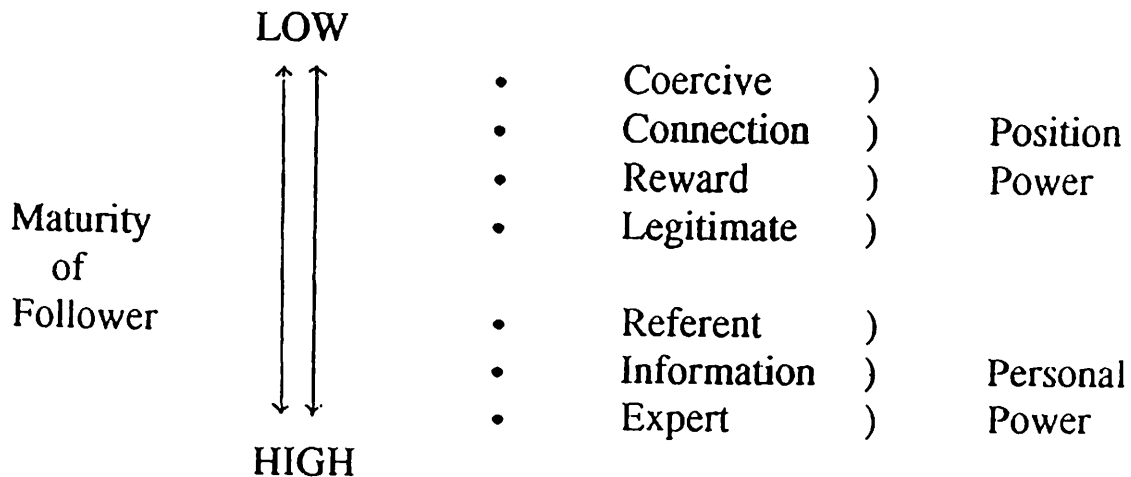 LOW
• Coercive )
• Connection ) Position
• Reward ) Power
Maturity
• Legitimate )
of
Follower
• Referent )
• Information ) Personal
• Expert ) Power
HIGH